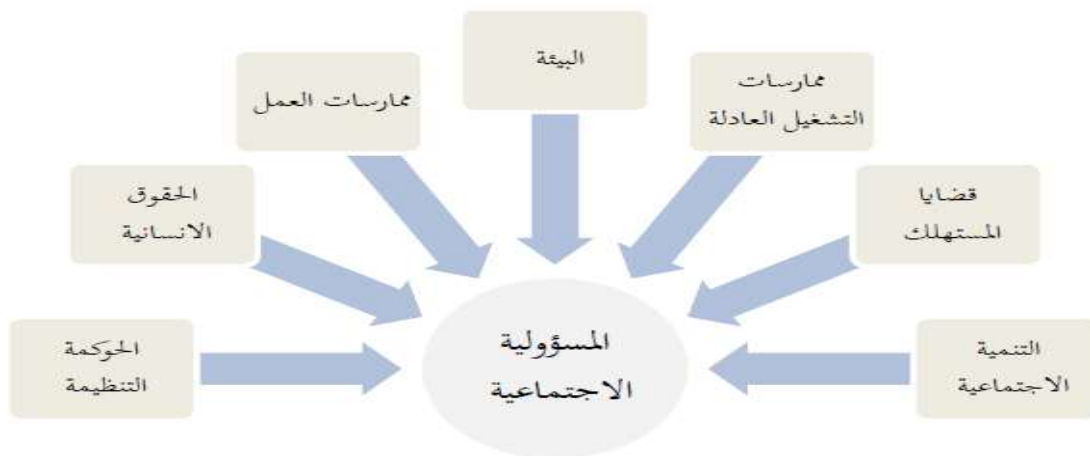 البيئة
ممارسات
التشغيل العادلة
ممارسات العمل
قضايا
المستهلك
الحقوق
الانسانية
التنمية
الاجتماعية
الحوكمة
التنظيمة
المسؤولية
الاجتماعية